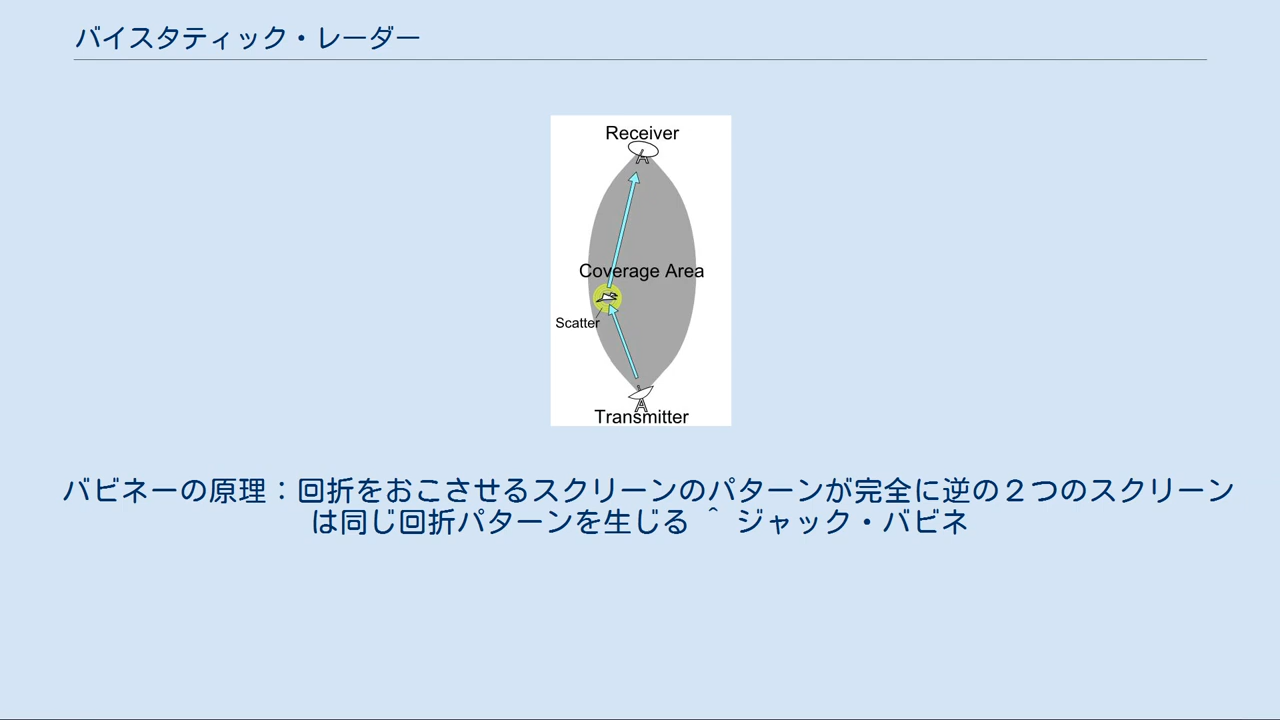 バイスタティック・レーダー
Receiver
Coverage Area
Scatter
Transmitter
バビネーの原理：回折をおこさせるスクリーンのパターンが完全に逆の２つのスクリーン
は同じ回折パターンを生じる ＾ ジャック・バビネ